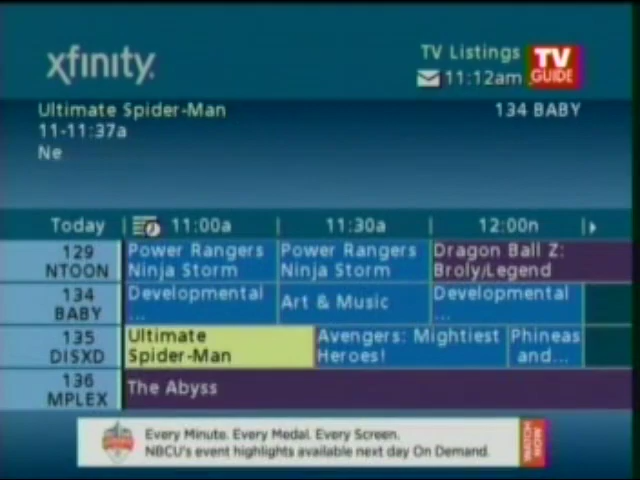 xfinity
TV Listings
TV GUIDE
11:12am
Ultimate Spider-Man
134 BABY
11-11:37a
Ne
Today 11:00a 11:30a 12:00n
129 NTOON
Power Rangers Ninja Storm
Power Rangers Ninja Storm
Dragon Ball Z: Broly/Legend
134 BABY
Developmental ...
Art & Music
Developmental ...
135 DISXD
Ultimate Spider-Man
Avengers: Mightiest Heroes!
Phineas and...
136 MPLEX
The Abyss
Every Minute. Every Medal. Every Screen.
NBCU's event highlights available next day On Demand.